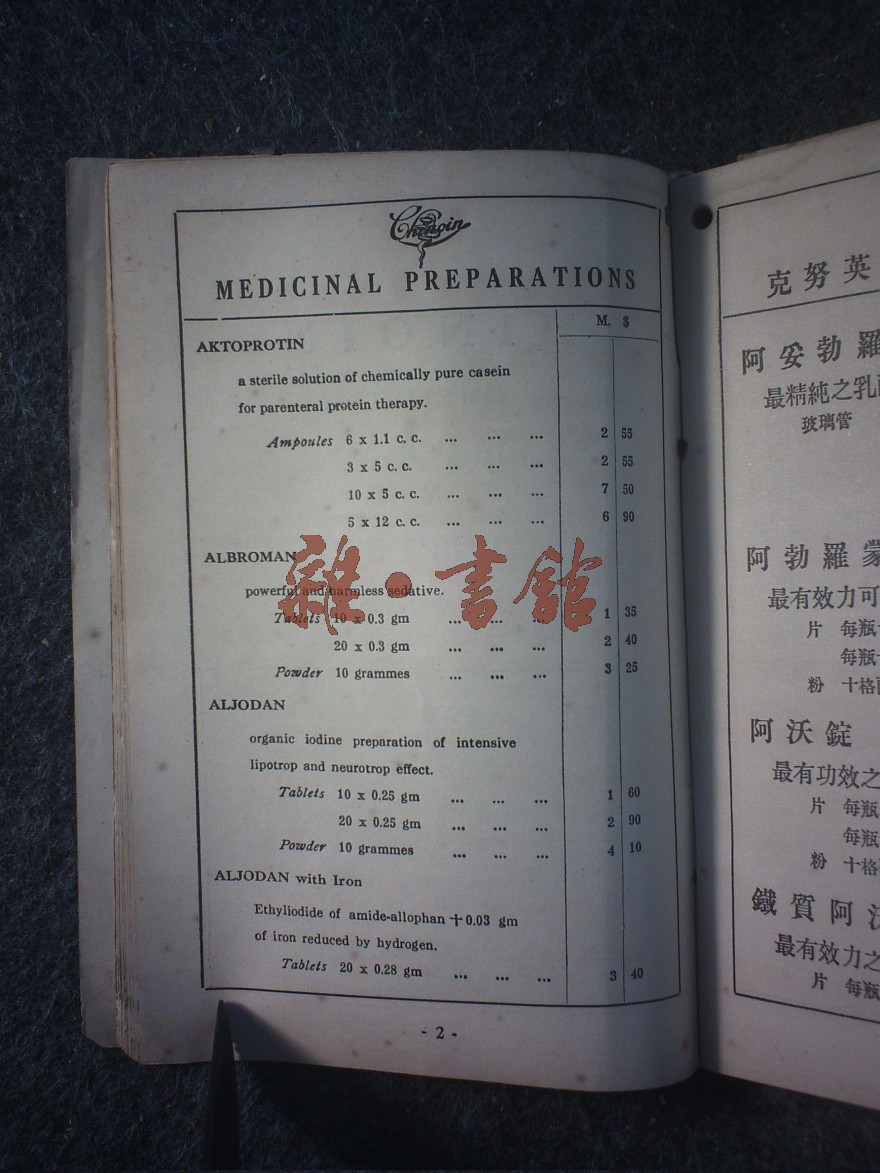 Chinoin
MEDICINAL PREPARATIONS
M. $
AKTOPROTIN
a sterile solution of chemically pure casein
for parenteral protein therapy.
Ampoules 6 x 1.1 c. c. ... ... ... 2 55
3 x 5 c. c. ... ... ... 2 55
10 x 5 c. c. ... ... ... 7 50
5 x 12 c. c. ... ... ... 6 90
ALBROMAN
powerful and harmless sedative.
Tablets 10 x 0.3 gm ... ... ... 1 35
20 x 0.3 gm ... ... ... 2 40
Powder 10 grammes ... ... ... 3 25
ALJODAN
organic iodine preparation of intensive
lipotrop and neurotrop effect.
Tablets 10 x 0.25 gm ... ... ... 1 60
20 x 0.25 gm ... ... ... 2 90
Powder 10 grammes ... ... ... 4 10
ALJODAN with Iron
Ethyliodide of amide-allophan + 0.03 gm
of iron reduced by hydrogen.
Tablets 20 x 0.28 gm ... ... ... 3 40
- 2 -
雜·書館
克努英
阿妥勃羅
最精純之乳
玻璃管
阿勃羅蒙
最有效力可
片 每瓶
每瓶
粉 十格
阿沃錠
最有功效之
片 每瓶
每瓶
粉 十格
鐵質阿沃
最有效力之
片 每瓶